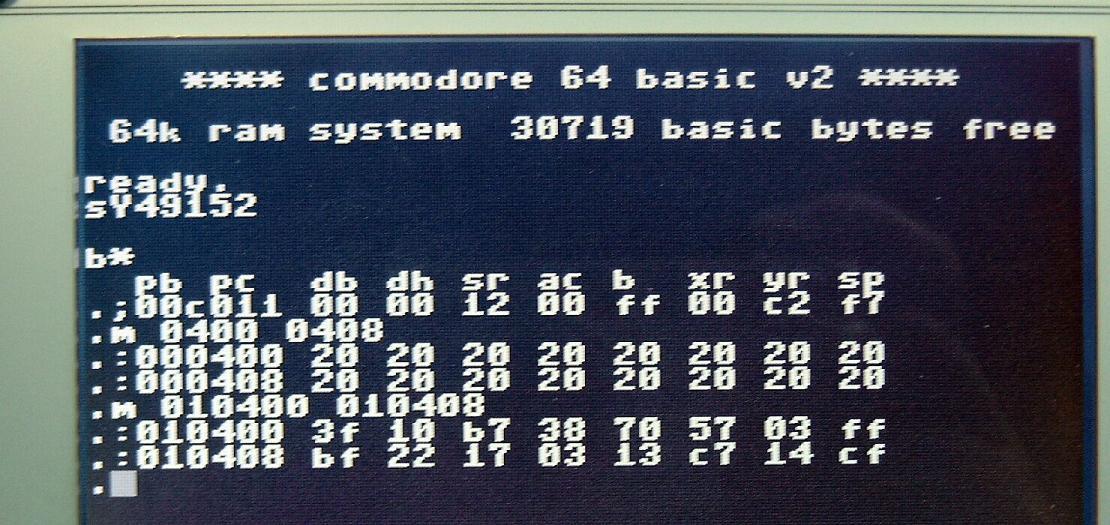 **** commodore 64 basic v2 ****
64k ram system  30719 basic bytes free
ready.
sY49152
b*
pb pc  db dh sr ac b  xr yr sp
.;00c011 00 00 12 00 ff 00 c2 f7
.m 0400 0408
.:000400 20 20 20 20 20 20 20 20
.:000408 20 20 20 20 20 20 20 20
.m 010400 010408
.:010400 3f 10 b7 38 70 57 03 ff
.:010408 bf 22 17 03 13 c7 14 cf
.